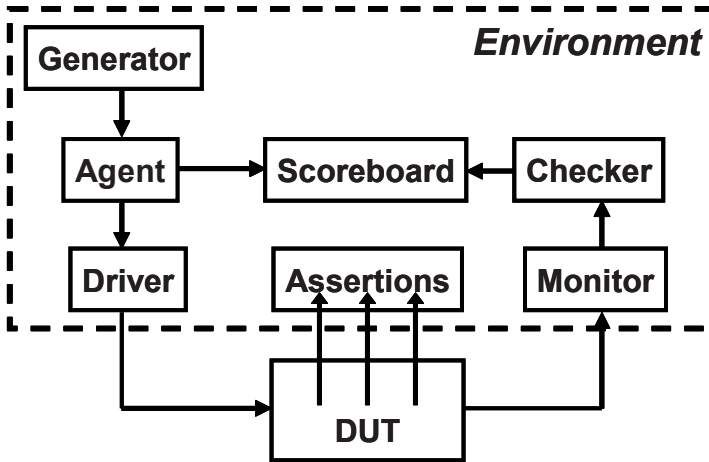 Environment
Generator
Agent
Scoreboard
Checker
Driver
Assertions
Monitor
DUT